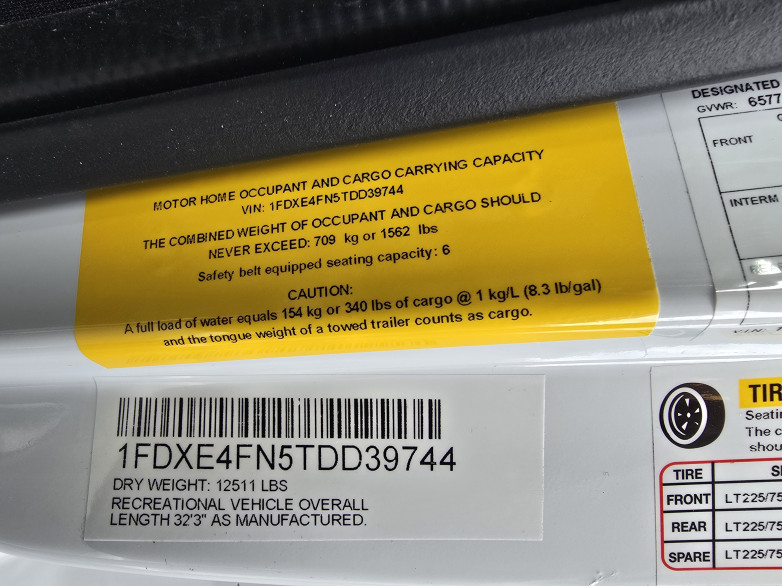 DESIGNATED
GVWR: 6577
FRONT
INTERM
MOTOR HOME OCCUPANT AND CARGO CARRYING CAPACITY
VIN: 1FDXE4FN5TDD39744
THE COMBINED WEIGHT OF OCCUPANT AND CARGO SHOULD
NEVER EXCEED: 709 kg or 1562 lbs
Safety belt equipped seating capacity: 6
CAUTION:
A full load of water equals 154 kg or 340 lbs of cargo @ 1 kg/L (8.3 lb/gal)
and the tongue weight of a towed trailer counts as cargo.
1FDXE4FN5TDD39744
DRY WEIGHT: 12511 LBS
RECREATIONAL VEHICLE OVERALL
LENGTH 32'3" AS MANUFACTURED.
TIR
Seati
The c
shou
TIRE S
FRONT LT225/75
REAR LT225/75
SPARE LT225/75